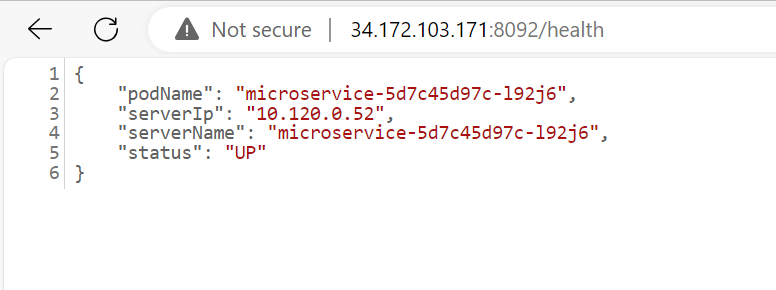 Not secure | 34.172.103.171:8092/health
1 {
2 "podName": "microservice-5d7c45d97c-l92j6",
3 "serverIp": "10.120.0.52",
4 "serverName": "microservice-5d7c45d97c-l92j6",
5 "status": "UP"
6 }